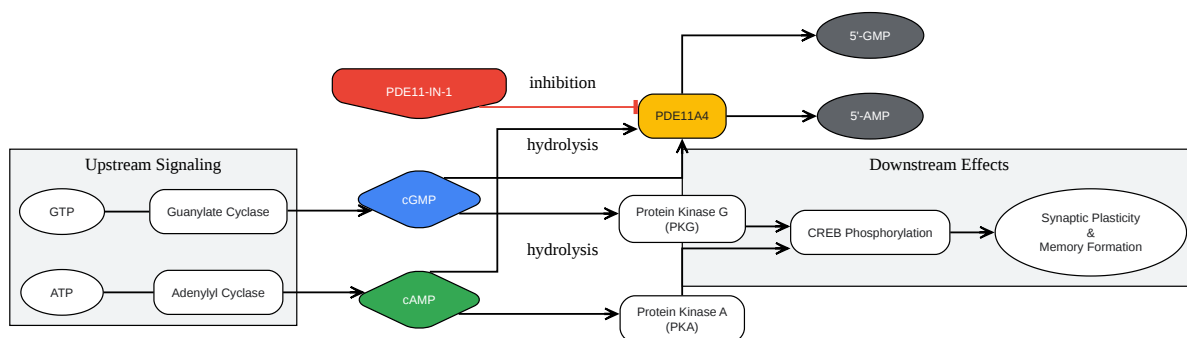 5'-GMP
inhibition
PDE11-IN-1
PDE11A4
5'-AMP
hydrolysis
Upstream Signaling
Downstream Effects
GTP
Guanylate Cyclase
cGMP
Protein Kinase G
(PKG)
CREB Phosphorylation
Synaptic Plasticity
&
Memory Formation
hydrolysis
ATP
Adenylyl Cyclase
cAMP
Protein Kinase A
(PKA)